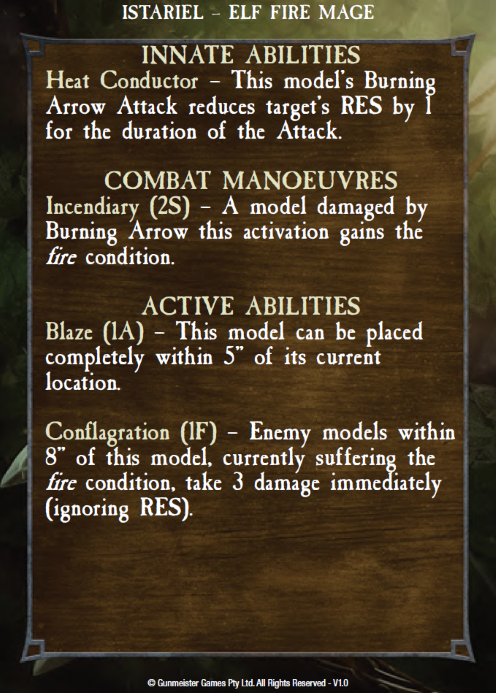 ISTARIEL – ELF FIRE MAGE
INNATE ABILITIES
Heat Conductor – This model's Burning
Arrow Attack reduces target's RES by 1
for the duration of the Attack.
COMBAT MANOEUVRES
Incendiary (2S) – A model damaged by
Burning Arrow this activation gains the
fire condition.
ACTIVE ABILITIES
Blaze (1A) – This model can be placed
completely within 5" of its current
location.
Conflagration (1F) – Enemy models within
8" of this model, currently suffering the
fire condition, take 3 damage immediately
(ignoring RES).
© Gunmeister Games Pty Ltd. All Rights Reserved - V1.0